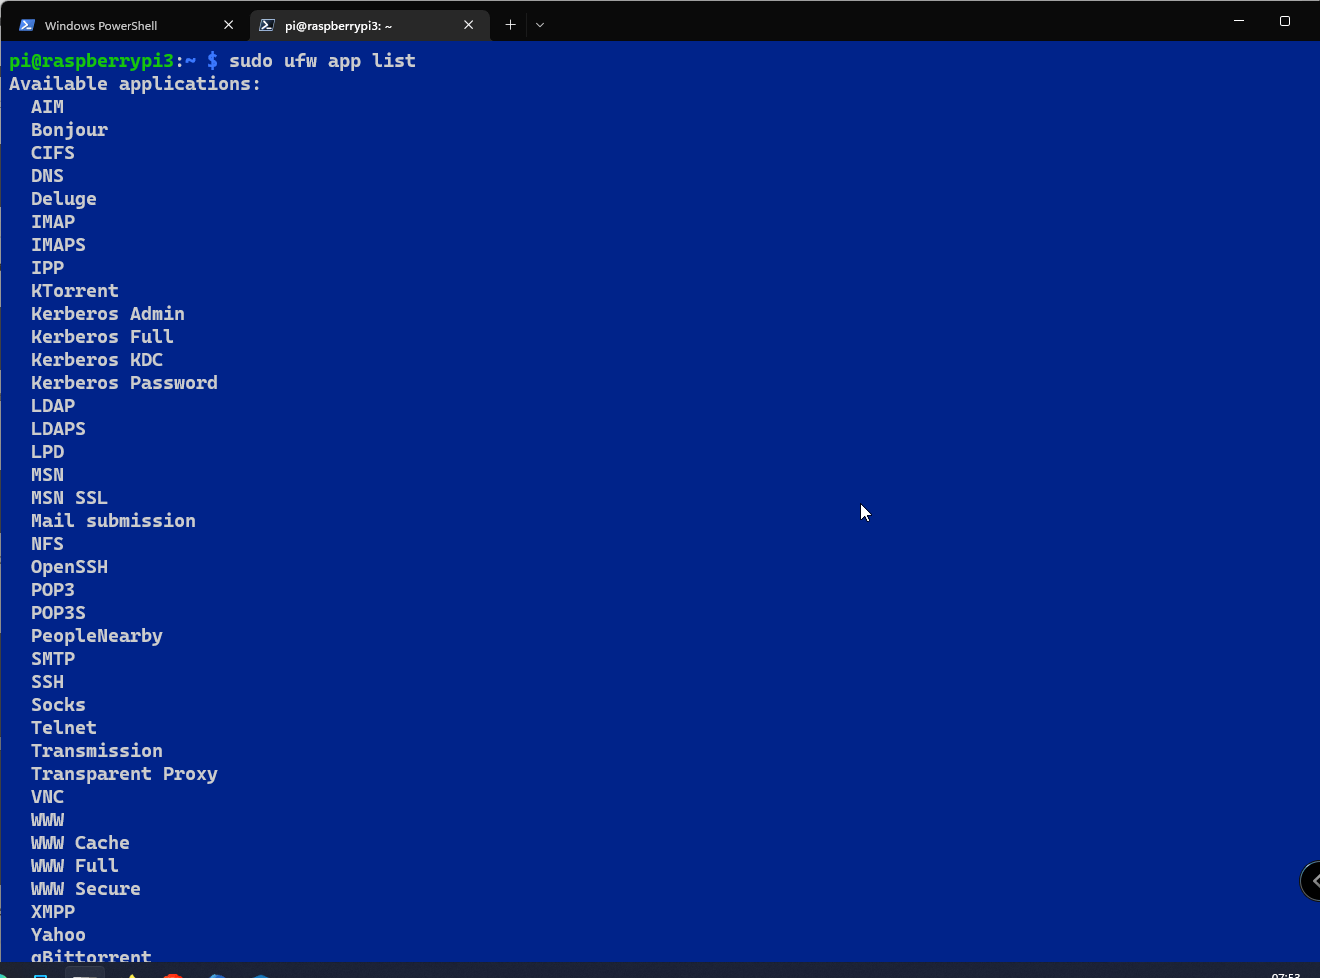 Windows PowerShell
pi@raspberrypi3: ~
pi@raspberrypi3:~ $ sudo ufw app list
Available applications:
AIM
Bonjour
CIFS
DNS
Deluge
IMAP
IMAPS
IPP
KTorrent
Kerberos Admin
Kerberos Full
Kerberos KDC
Kerberos Password
LDAP
LDAPS
LPD
MSN
MSN SSL
Mail submission
NFS
OpenSSH
POP3
POP3S
PeopleNearby
SMTP
SSH
Socks
Telnet
Transmission
Transparent Proxy
VNC
WWW
WWW Cache
WWW Full
WWW Secure
XMPP
Yahoo
qBittorrent